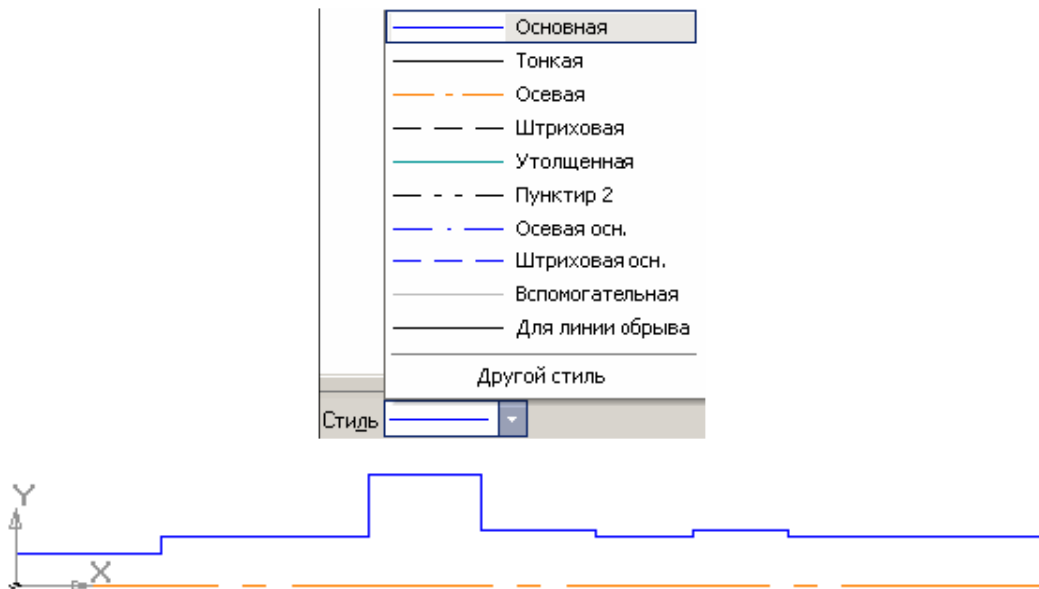 Основная
Тонкая
Осевая
Штриховая
Утолщенная
Пунктир 2
Осевая осн.
Штриховая осн.
Вспомогательная
Для линии обрыва
Другой стиль
Стиль
Y
X